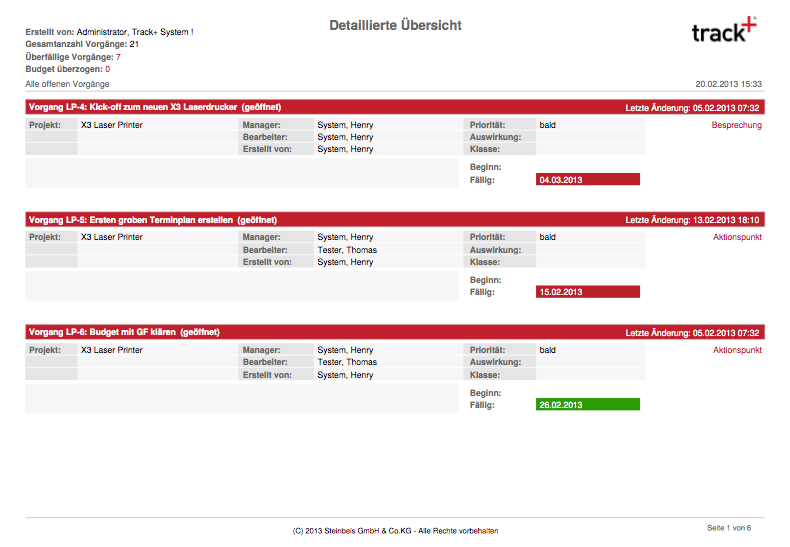 Detaillierte Übersicht
track+
Erstellt von: Administrator, Track+ System !
Gesamtanzahl Vorgänge: 21
Überfällige Vorgänge: 7
Budget überzogen: 0
Alle offenen Vorgänge 20.02.2013 15:33
Vorgang LP-4: Kick-off zum neuen X3 Laserdrucker (geöffnet) Letzte Änderung: 05.02.2013 07:32
Projekt: X3 Laser Printer Manager: System, Henry Priorität: bald Besprechung
Bearbeiter: System, Henry Auswirkung:
Erstellt von: System, Henry Klasse:
Beginn:
Fällig: 04.03.2013
Vorgang LP-5: Ersten groben Terminplan erstellen (geöffnet) Letzte Änderung: 13.02.2013 18:10
Projekt: X3 Laser Printer Manager: System, Henry Priorität: bald Aktionspunkt
Bearbeiter: Tester, Thomas Auswirkung:
Erstellt von: System, Henry Klasse:
Beginn:
Fällig: 15.02.2013
Vorgang LP-6: Budget mit GF klären (geöffnet) Letzte Änderung: 05.02.2013 07:32
Projekt: X3 Laser Printer Manager: System, Henry Priorität: bald Aktionspunkt
Bearbeiter: Tester, Thomas Auswirkung:
Erstellt von: System, Henry Klasse:
Beginn:
Fällig: 26.02.2013
(C) 2013 Steinbeis GmbH & Co.KG - Alle Rechte vorbehalten
Seite 1 von 6